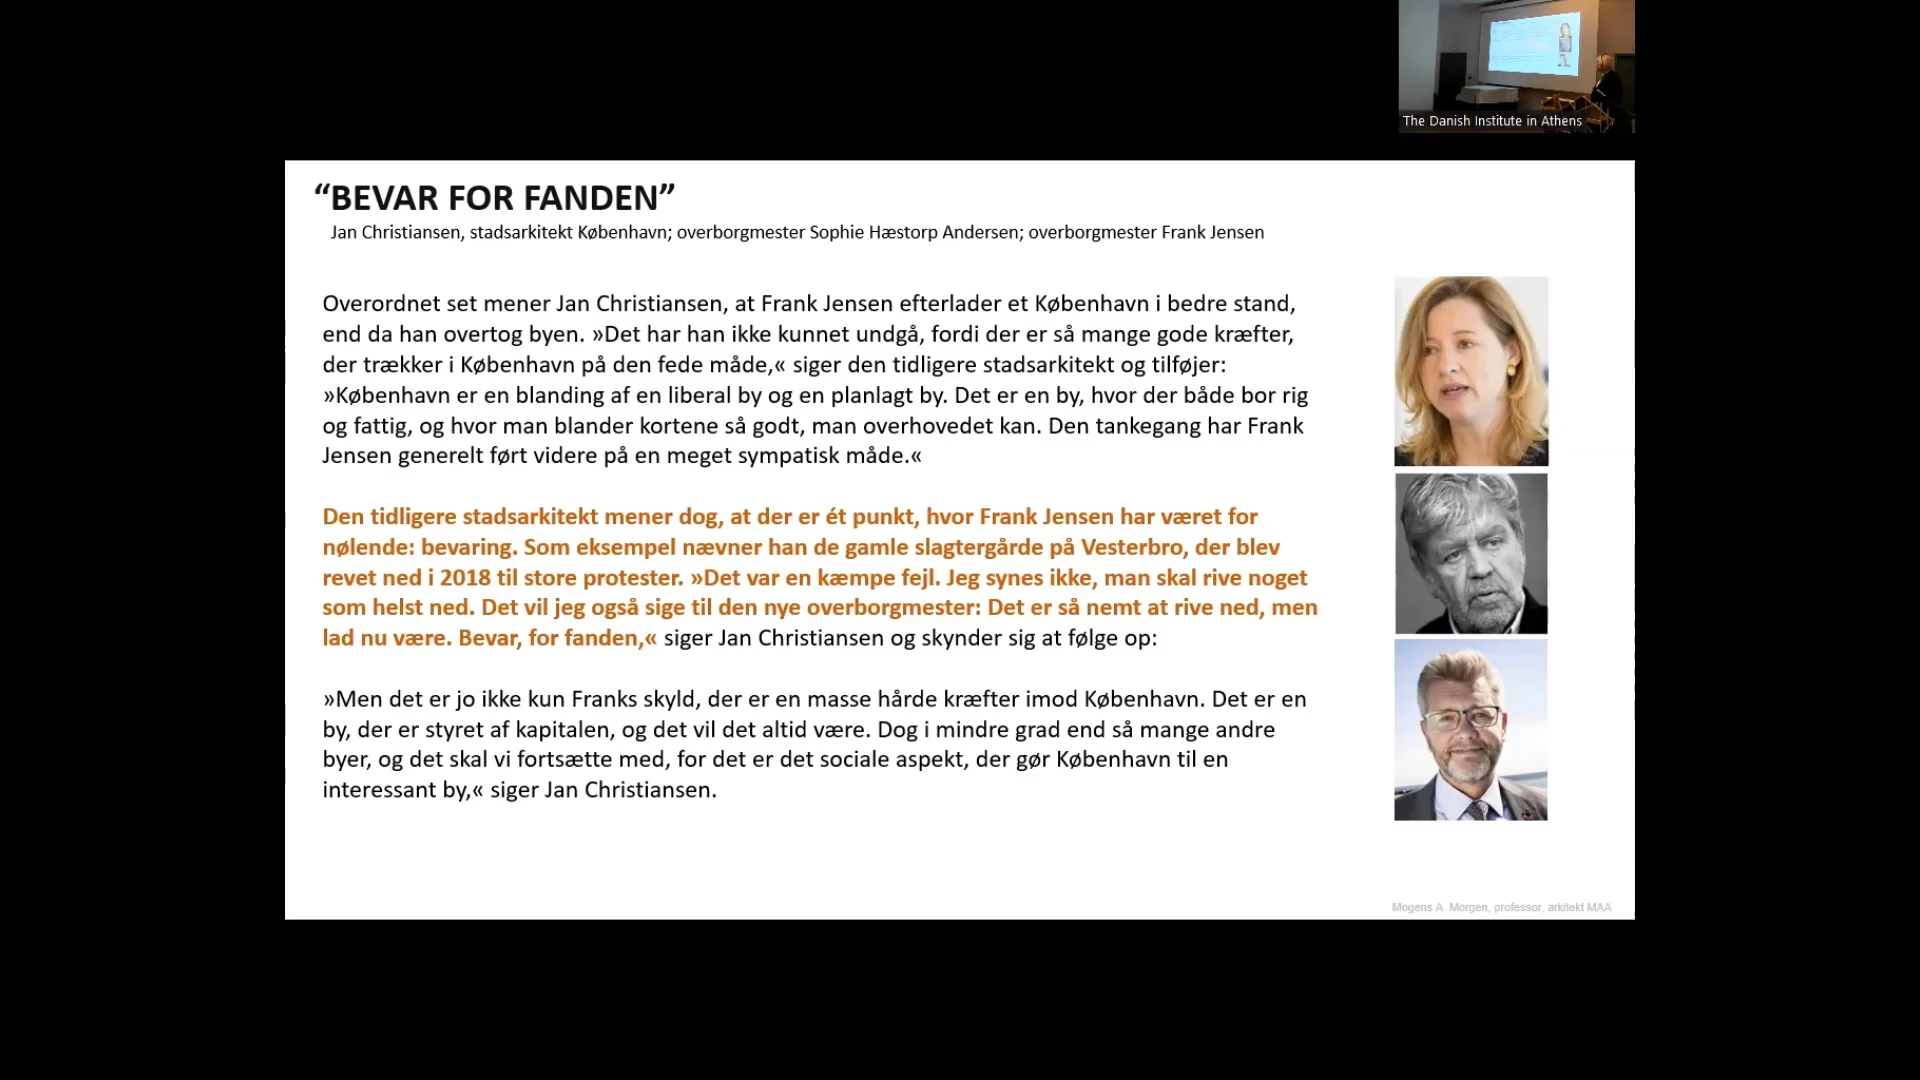 The Danish Institute in Athens
“BEVAR FOR FANDEN”
Jan Christiansen, stadsarkitekt København; overborgmester Sophie Hæstorp Andersen; overborgmester Frank Jensen
Overordnet set mener Jan Christiansen, at Frank Jensen efterlader et København i bedre stand,
end da han overtog byen. »Det har han ikke kunnet undgå, fordi der er så mange gode kræfter,
der trækker i København på den fede måde,« siger den tidligere stadsarkitekt og tilføjer:
»København er en blanding af en liberal by og en planlagt by. Det er en by, hvor der både bor rig
og fattig, og hvor man blander kortene så godt, man overhovedet kan. Den tankegang har Frank
Jensen generelt ført videre på en meget sympatisk måde.«
Den tidligere stadsarkitekt mener dog, at der er ét punkt, hvor Frank Jensen har været for
nølende: bevaring. Som eksempel nævner han de gamle slagtergårde på Vesterbro, der blev
revet ned i 2018 til store protester. »Det var en kæmpe fejl. Jeg synes ikke, man skal rive noget
som helst ned. Det vil jeg også sige til den nye overborgmester: Det er så nemt at rive ned, men
lad nu være. Bevar, for fanden,« siger Jan Christiansen og skynder sig at følge op:
»Men det er jo ikke kun Franks skyld, der er en masse hårde kræfter imod København. Det er en
by, der er styret af kapitalen, og det vil det altid være. Dog i mindre grad end så mange andre
byer, og det skal vi fortsætte med, for det er det sociale aspekt, der gør København til en
interessant by,« siger Jan Christiansen.
Mogens A. Morgen, professor, arkitekt MAA